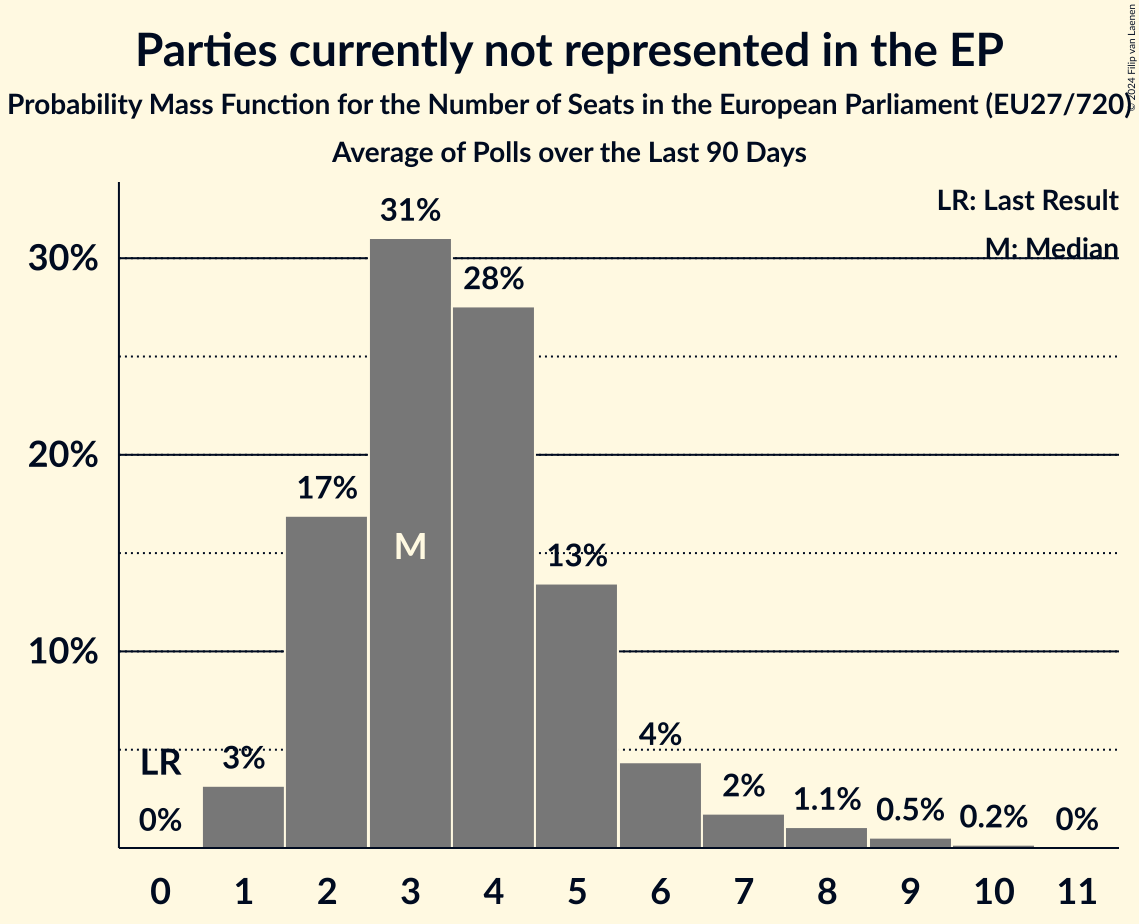 Parties currently not represented in the EP
Probability Mass Function for the Number of Seats in the European Parliament (EU27/720)
Average of Polls over the Last 90 Days
© 2024 Filip van Laenen
LR: Last Result
M: Median
30%
20%
10%
LR
0%
3%
17%
31%
M
28%
13%
4%
2%
1.1%
0.5%
0.2%
0%
0 1 2 3 4 5 6 7 8 9 10 11